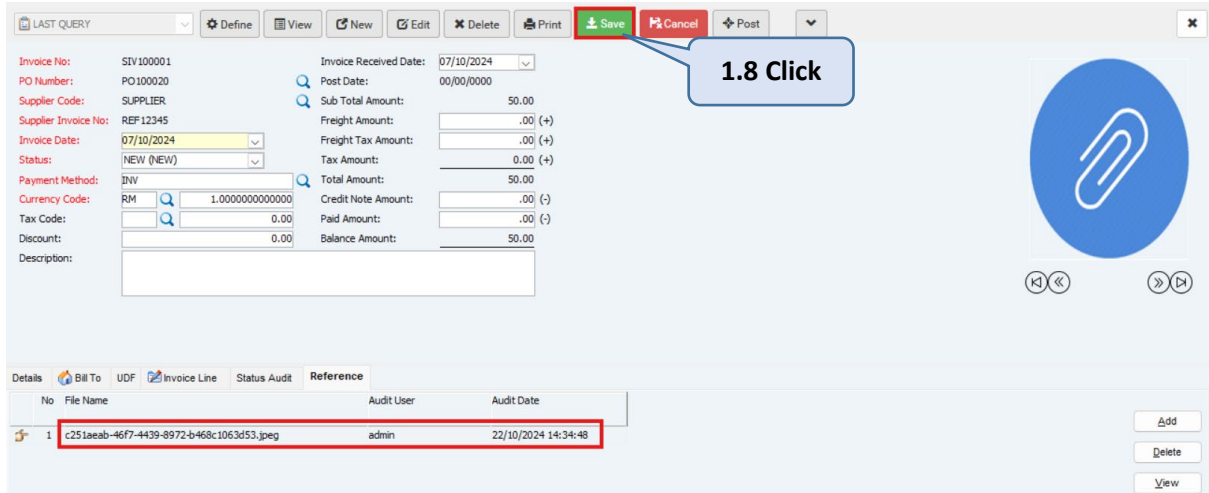 LAST QUERY Define View New Edit Delete Print Save Cancel Post
1.8 Click
Invoice No: SIV100001 Invoice Received Date: 07/10/2024
PO Number: PO100020 Post Date: 00/00/0000
Supplier Code: SUPPLIER Sub Total Amount: 50.00
Supplier Invoice No: REF12345 Freight Amount: .00 (+)
Invoice Date: 07/10/2024 Freight Tax Amount: .00 (+)
Status: NEW (NEW) Tax Amount: 0.00 (+)
Payment Method: INV Total Amount: 50.00
Currency Code: RM 1.0000000000000 Credit Note Amount: .00 (-)
Tax Code: 0.00 Paid Amount: .00 (-)
Discount: 0.00 Balance Amount: 50.00
Description:
Details Bill To UDF Invoice Line Status Audit Reference
No File Name Audit User Audit Date
1 c251aeab-46f7-4439-8972-b468c1063d53.jpeg admin 22/10/2024 14:34:48
Add
Delete
View